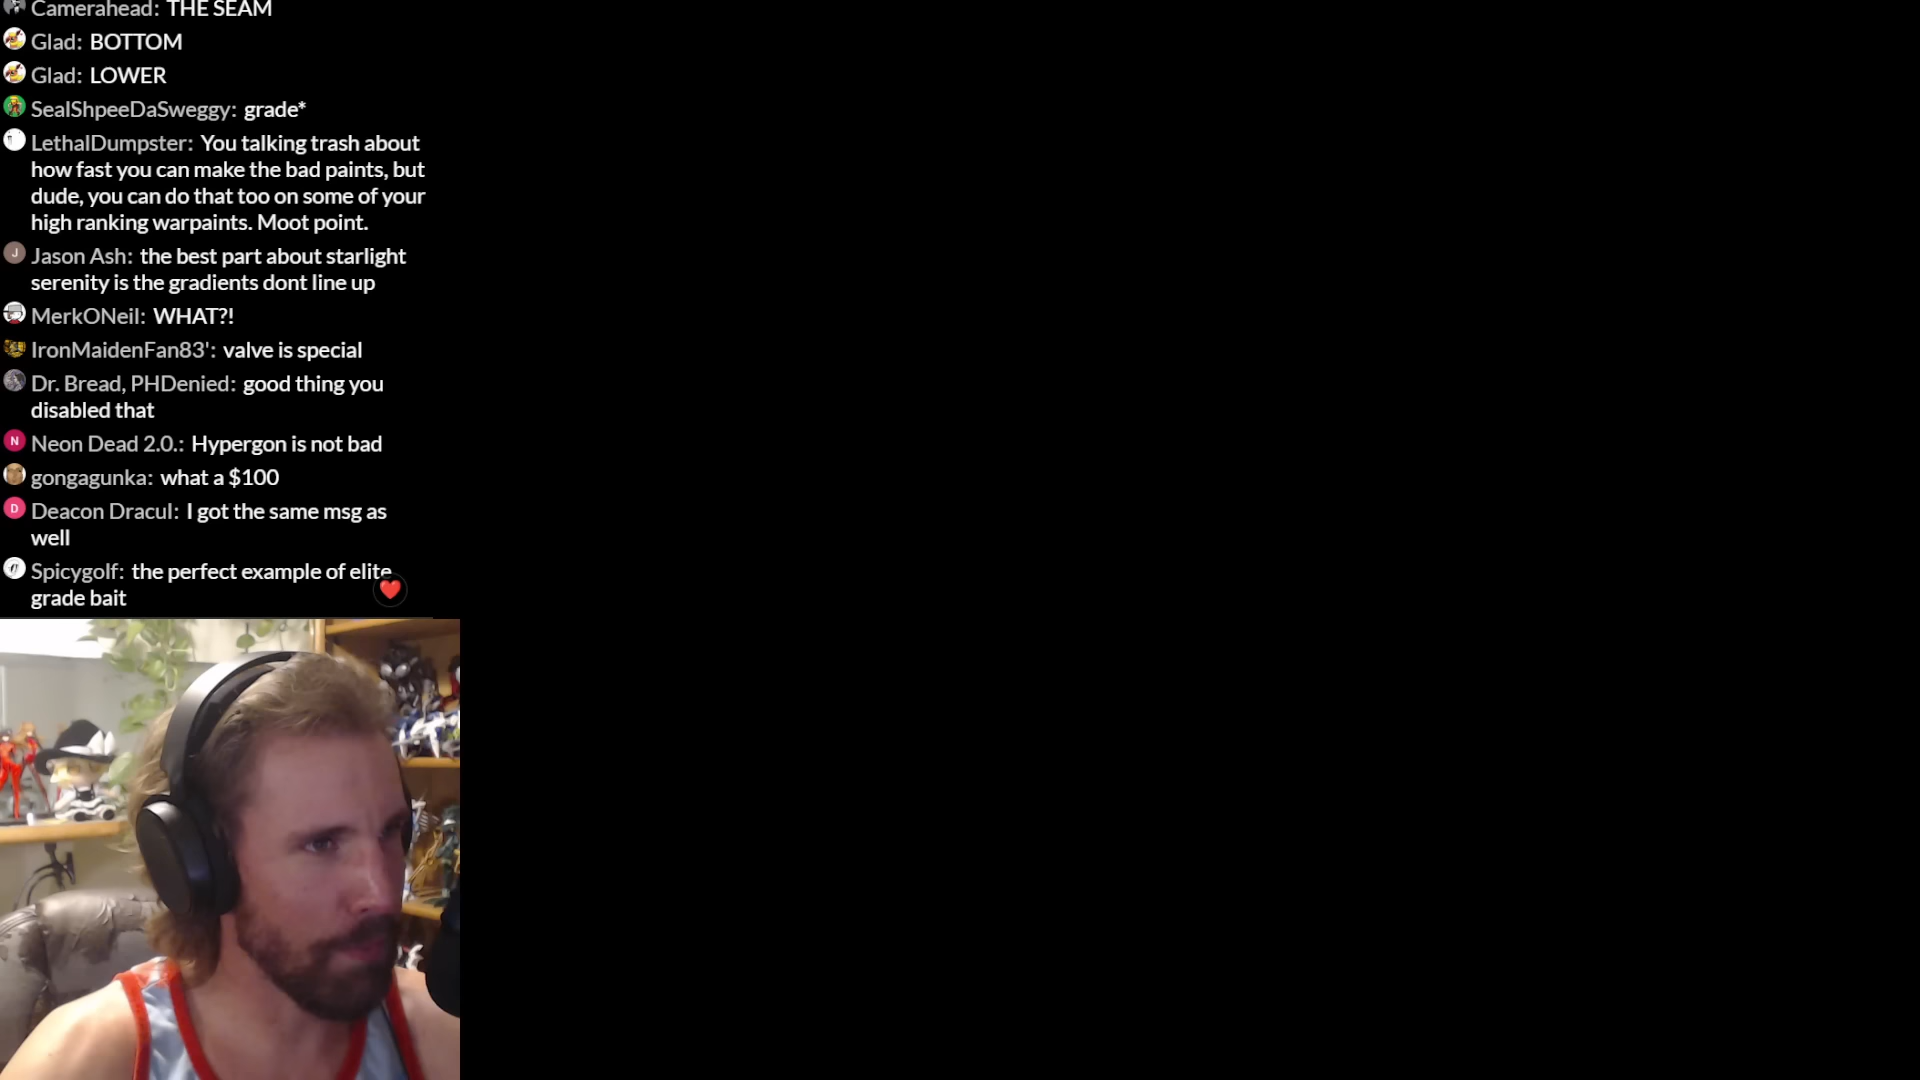 Camerahead: THE SEAM
Glad: BOTTOM
Glad: LOWER
SealShpeeDaSweggy: grade*
LethalDumpster: You talking trash about
how fast you can make the bad paints, but
dude, you can do that too on some of your
high ranking warpaints. Moot point.
J Jason Ash: the best part about starlight
serenity is the gradients dont line up
MerkONeil: WHAT?!
IronMaidenFan83': valve is special
Dr. Bread, PHDenied: good thing you
disabled that
N Neon Dead 2.0.: Hypergon is not bad
gongagunka: what a $100
D Deacon Dracul: I got the same msg as
well
Spicygolf: the perfect example of elite
grade bait